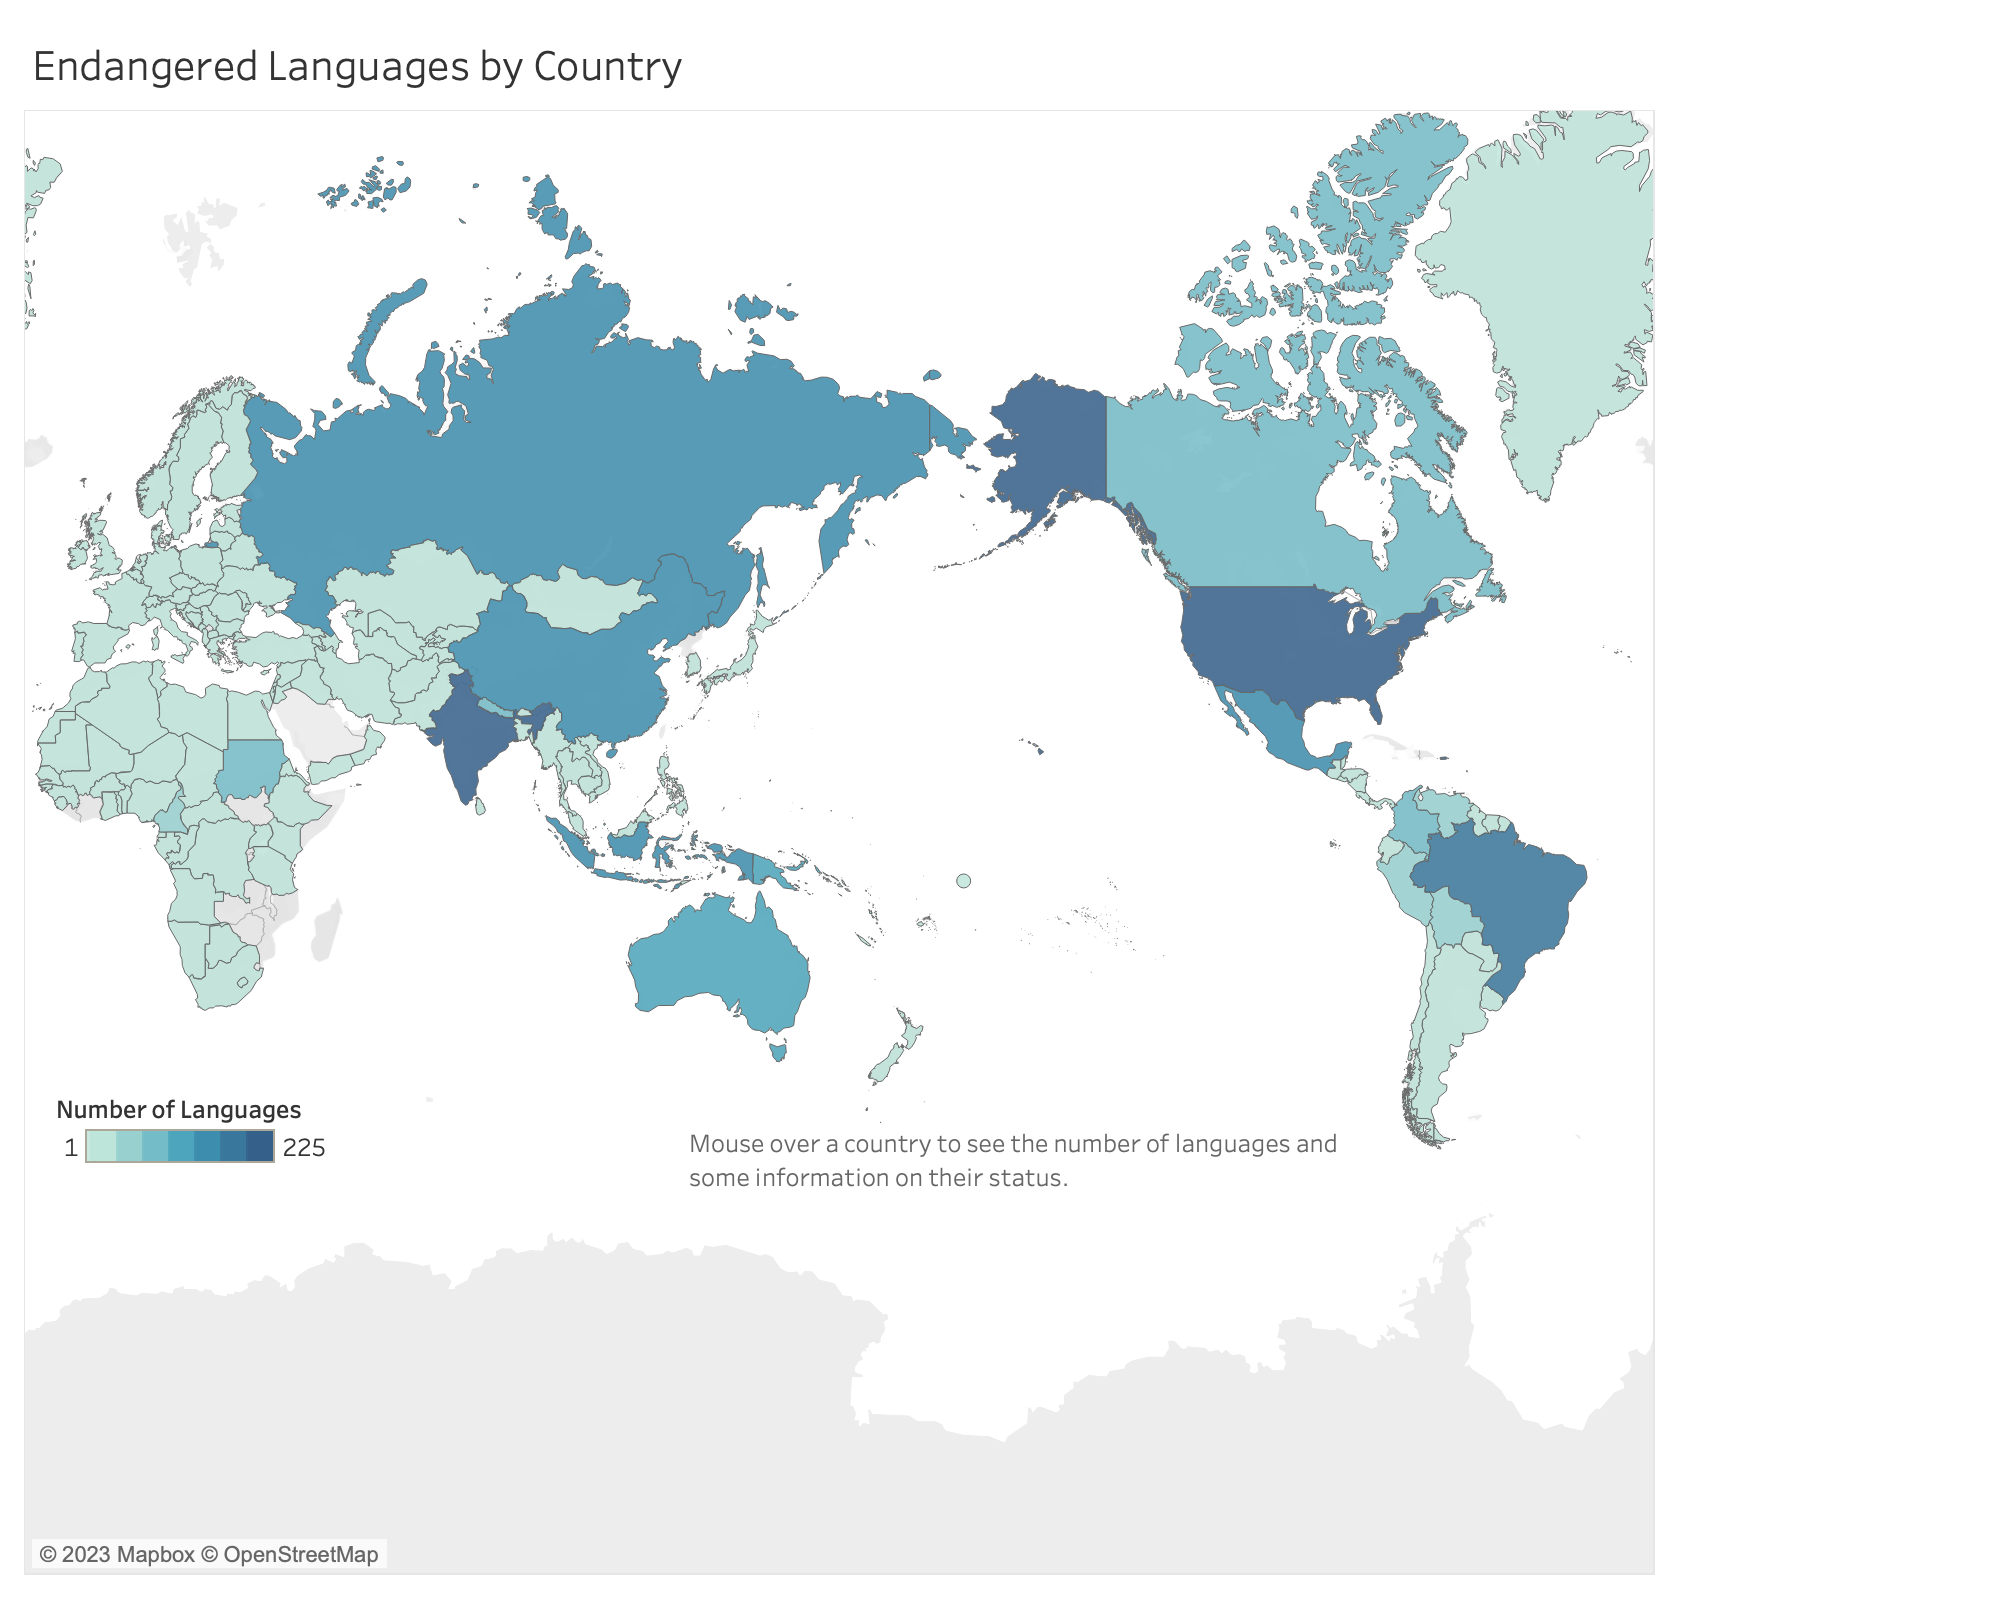 Endangered Languages by Country
Number of Languages
1 225
Mouse over a country to see the number of languages and
some information on their status.
© 2023 Mapbox © OpenStreetMap